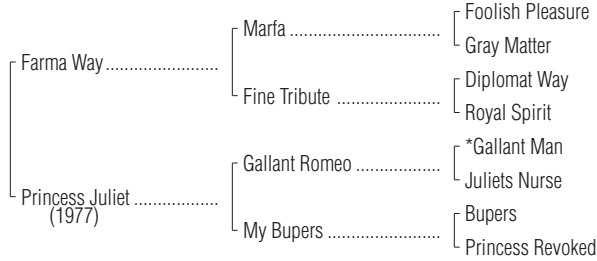 Foolish Pleasure
Marfa ........................................
Gray Matter
Farma Way..............................
Diplomat Way
Fine Tribute ...........................
Royal Spirit
*Gallant Man
Gallant Romeo ......................
Juliets Nurse
Princess Juliet ......................
(1977)
Bupers
My Bupers .............................
Princess Revoked